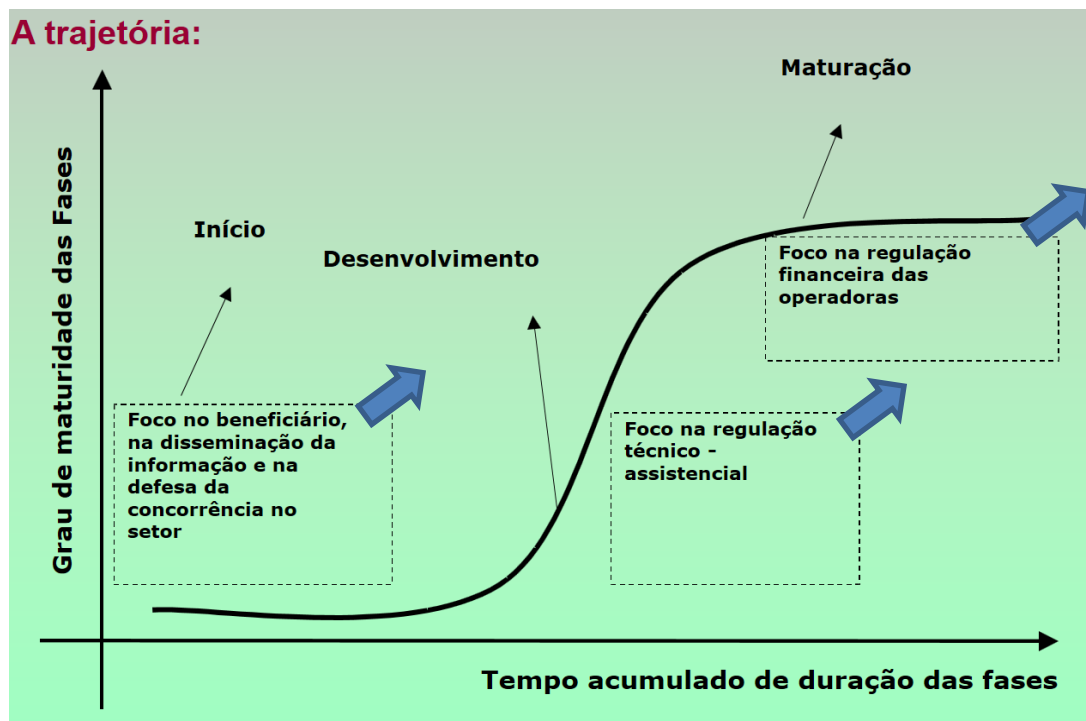 A trajetória:
Maturação
Grau de maturidade das Fases
Início
Desenvolvimento
Foco na regulação
financeira das
operadoras
Foco no beneficiário,
na disseminação da
informação e na
defesa da
concorrência no
setor
Foco na regulação
técnico -
assistencial
Tempo acumulado de duração das fases